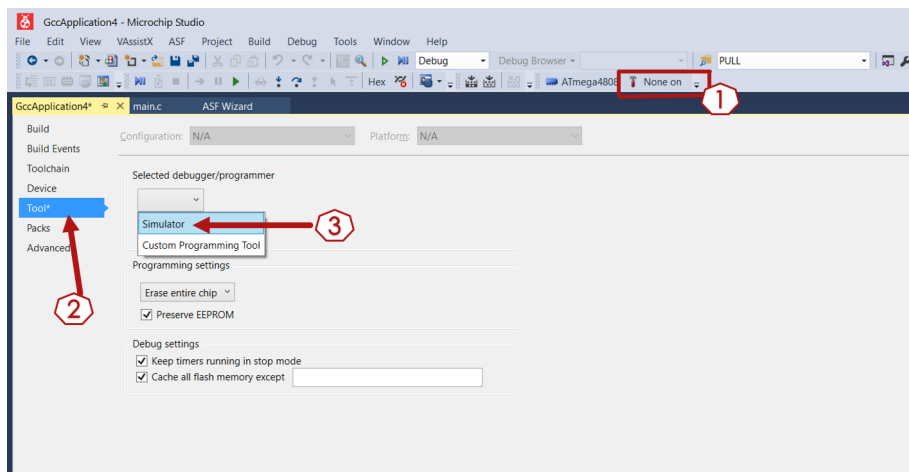 GccApplication4 - Microchip Studio
File Edit View VAssistX ASF Project Build Debug Tools Window Help
Debug Debug Browser PULL
Hex ATmega4808 None on
1
GccApplication4* main.c ASF Wizard
Build
Configuration: N/A Platform: N/A
Build Events
Toolchain
Selected debugger/programmer
Device
Tool*
Simulator
3
Packs
Custom Programming Tool
Advanced
Programming settings
Erase entire chip
2
Preserve EEPROM
Debug settings
Keep timers running in stop mode
Cache all flash memory except